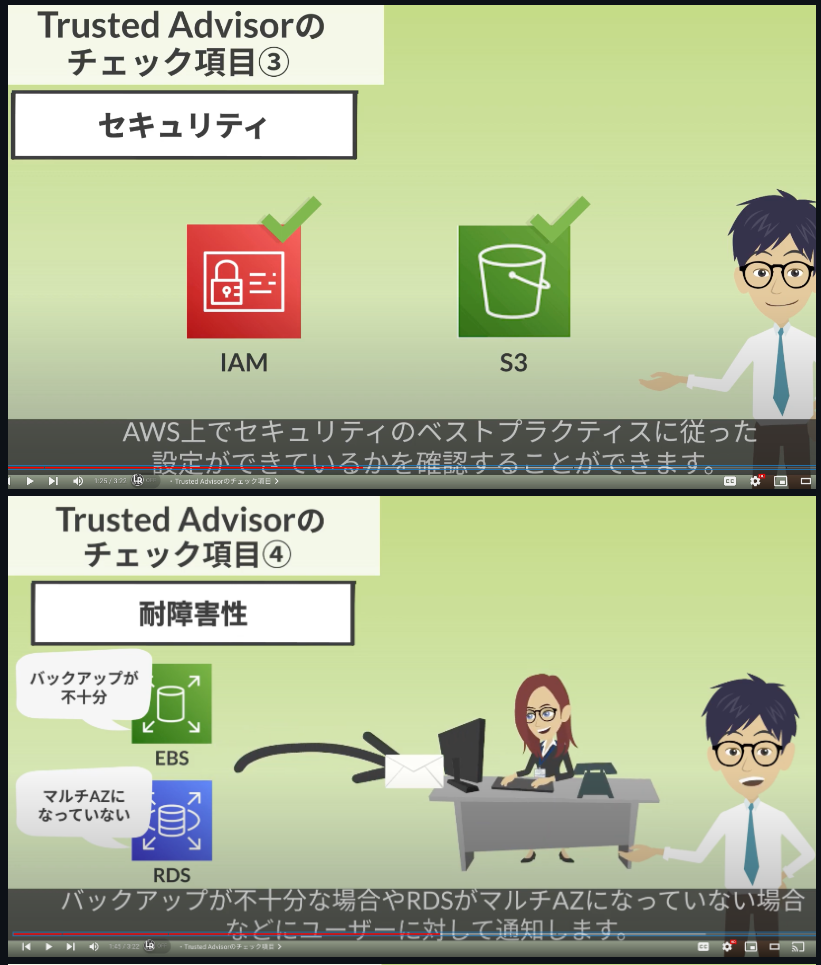 Trusted Advisorの
チェック項目③
セキュリティ
IAM
S3
AWS上でセキュリティのベストプラクティスに従った
設定ができているかを確認することができます。
1:25 / 3:22
・Trusted Advisorのチェック項目 >
Trusted Advisorの
チェック項目④
耐障害性
バックアップが
不十分
EBS
マルチAZに
なっていない
RDS
バックアップが不十分な場合やRDSがマルチAZになっていない場合
などにユーザーに対して通知します。
・Trusted Advisorのチェック項目 >